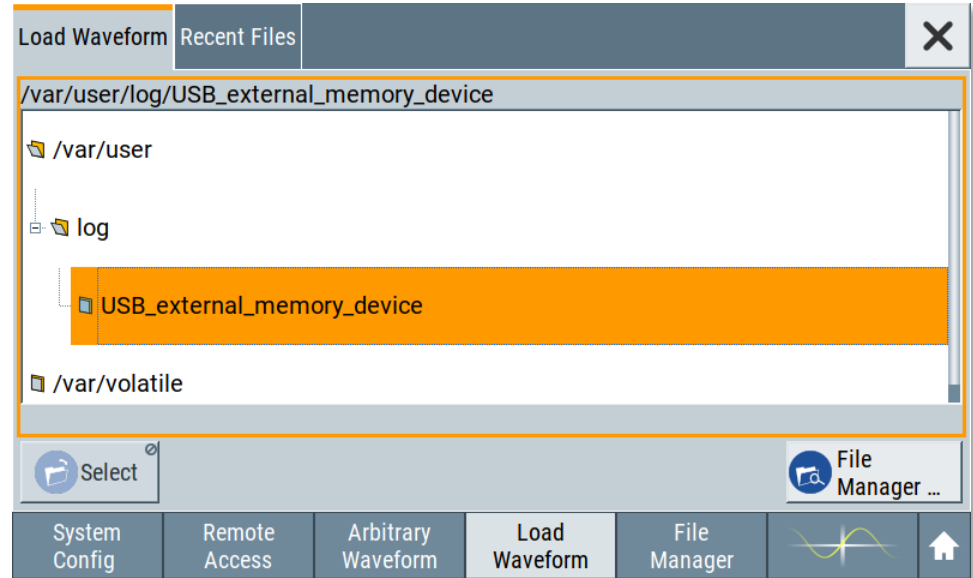 Load Waveform Recent Files
/var/user/log/USB_external_memory_device
/var/user
log
USB_external_memory_device
/var/volatile
Select
File
Manager ...
System
Config
Remote
Access
Arbitrary
Waveform
Load
Waveform
File
Manager